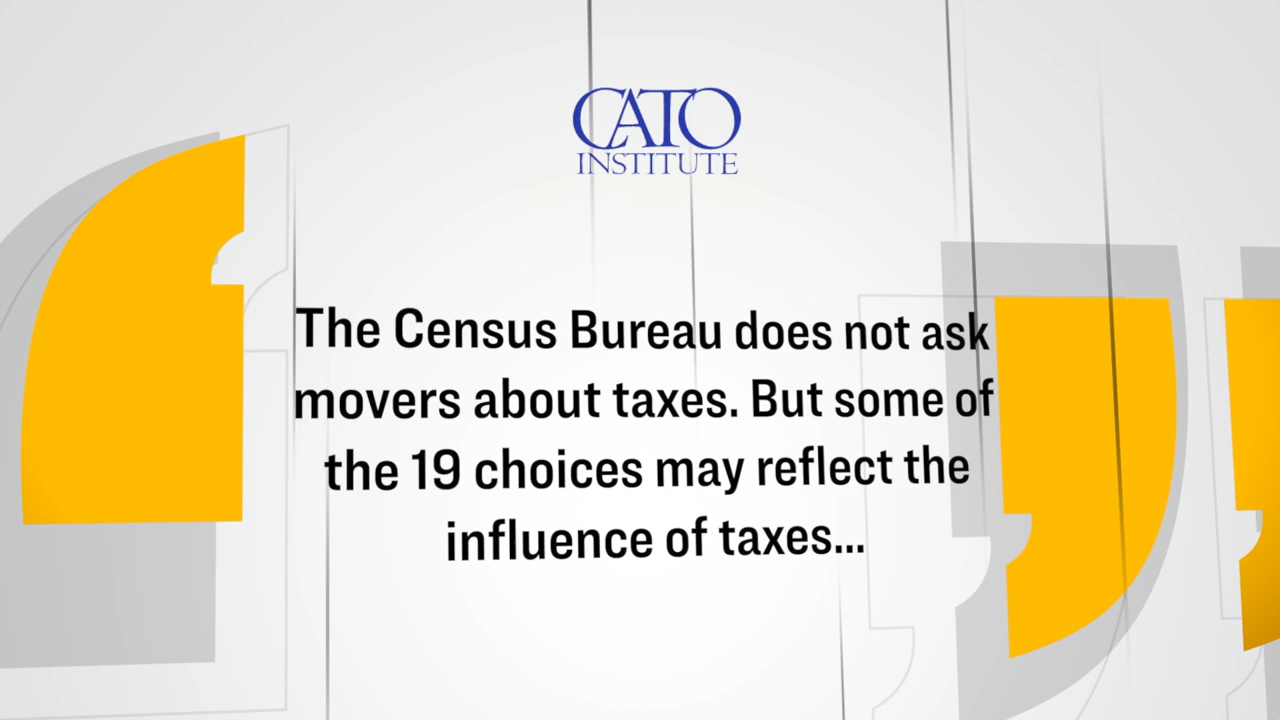 CATO
INSTITUTE
The Census Bureau does not ask
movers about taxes. But some of
the 19 choices may reflect the
influence of taxes...